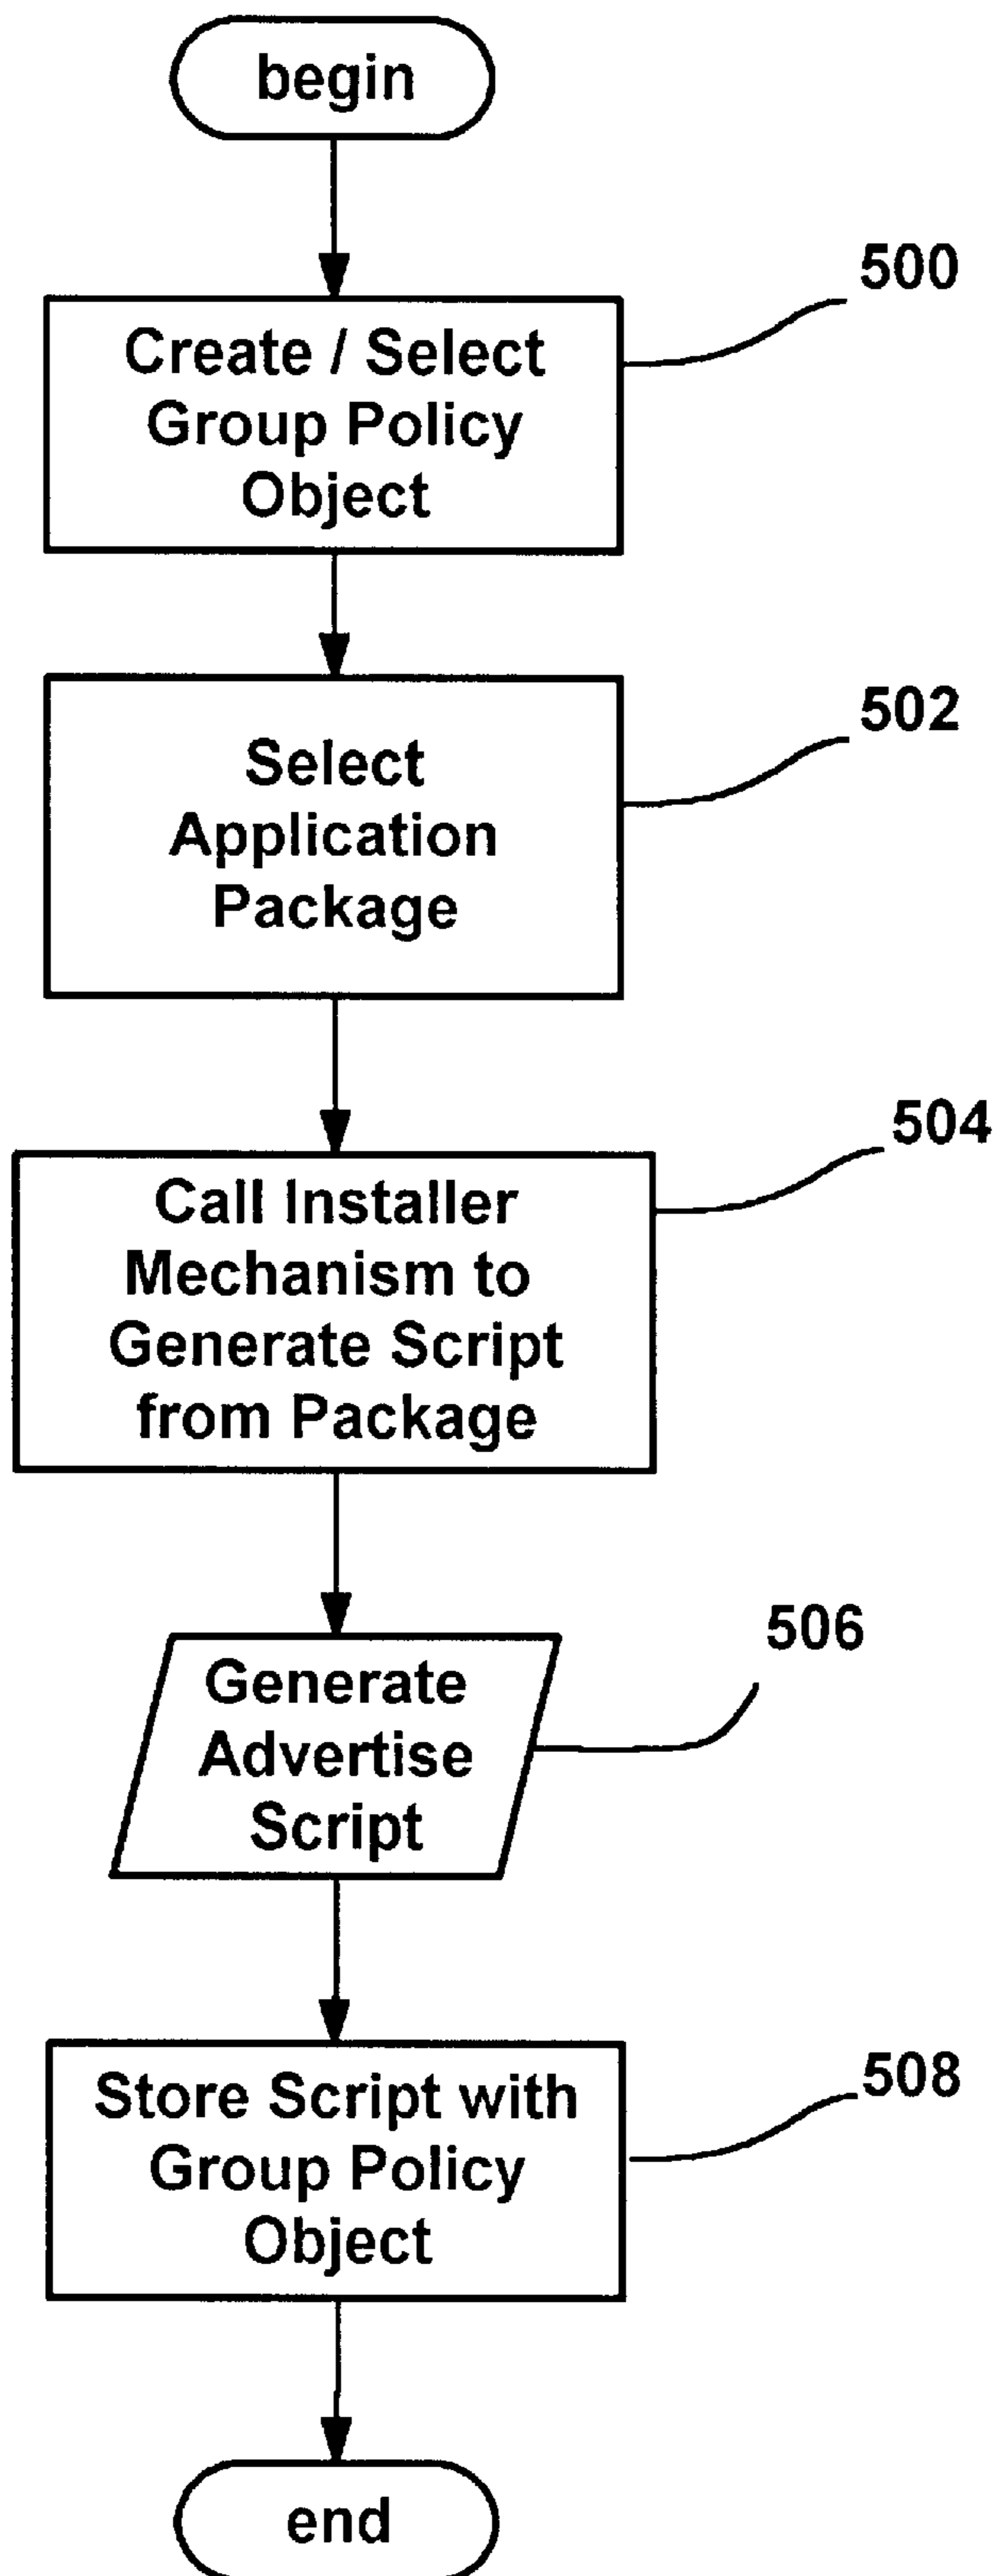 begin
500
Create / Select
Group Policy
Object
502
Select
Application
Package
504
Call Installer
Mechanism to
Generate Script
from Package
506
Generate
Advertise
Script
508
Store Script with
Group Policy
Object
end